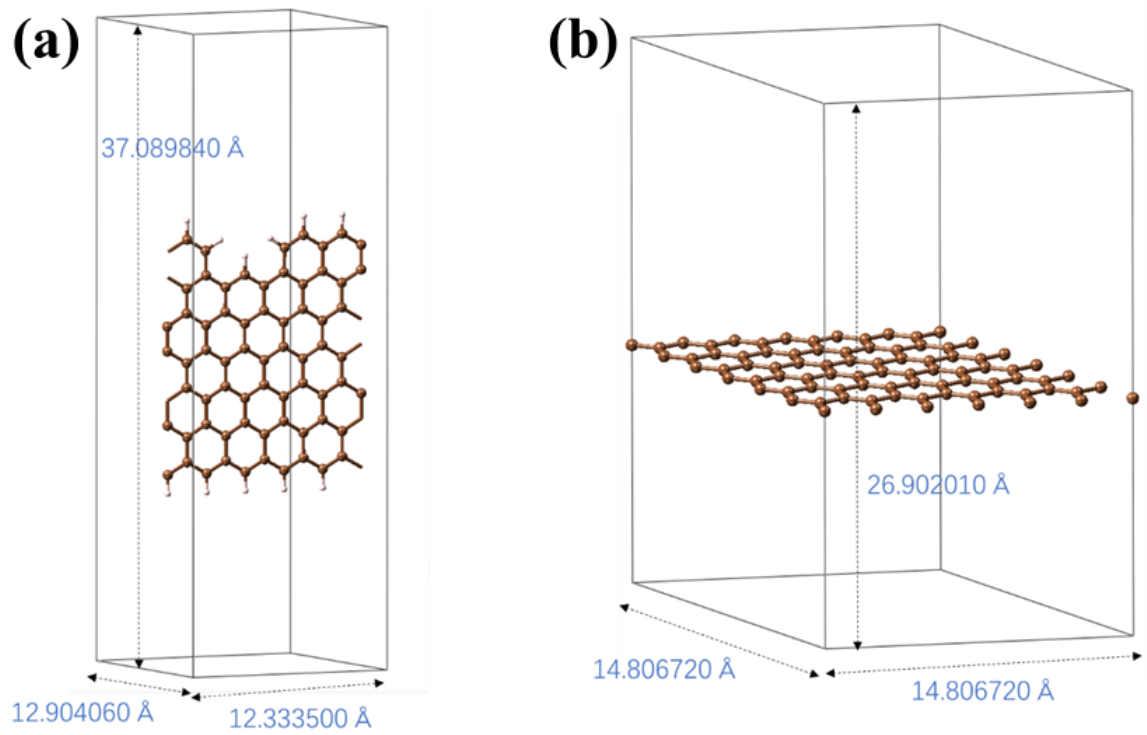 (a)
37.089840 Å
12.904060 Å
12.333500 Å
(b)
26.902010 Å
14.806720 Å
14.806720 Å